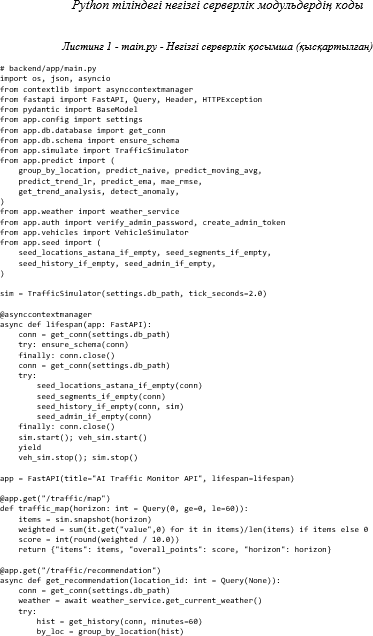 Python тіліндегі негізгі серверлік модульдердің коды
Листинг 1 - main.py - Негізгі серверлік қосымша (қысқартылған)
# backend/app/main.py
import os, json, asyncio
from contextlib import asynccontextmanager
from fastapi import FastAPI, Query, Header, HTTPException
from pydantic import BaseModel
from app.config import settings
from app.db.database import get_conn
from app.db.schema import ensure_schema
from app.simulate import TrafficSimulator
from app.predict import (
    group_by_location, predict_naive, predict_moving_avg,
    predict_trend_lr, predict_ema, mae_rmse,
    get_trend_analysis, detect_anomaly,
)
from app.weather import weather_service
from app.auth import verify_admin_password, create_admin_token
from app.vehicles import VehicleSimulator
from app.seed import (
    seed_locations_astana_if_empty, seed_segments_if_empty,
    seed_history_if_empty, seed_admin_if_empty,
)
sim = TrafficSimulator(settings.db_path, tick_seconds=2.0)
@asynccontextmanager
async def lifespan(app: FastAPI):
    conn = get_conn(settings.db_path)
    try: ensure_schema(conn)
    finally: conn.close()
    conn = get_conn(settings.db_path)
    try:
        seed_locations_astana_if_empty(conn)
        seed_segments_if_empty(conn)
        seed_history_if_empty(conn, sim)
        seed_admin_if_empty(conn)
    finally: conn.close()
    sim.start(); veh_sim.start()
    yield
    veh_sim.stop(); sim.stop()
app = FastAPI(title="AI Traffic Monitor API", lifespan=lifespan)
@app.get("/traffic/map")
def traffic_map(horizon: int = Query(0, ge=0, le=60)):
    items = sim.snapshot(horizon)
    weighted = sum(it.get("value",0) for it in items)/len(items) if items else 0
    score = int(round(weighted / 10.0))
    return {"items": items, "overall_points": score, "horizon": horizon}
@app.get("/traffic/recommendation")
async def get_recommendation(location_id: int = Query(None)):
    conn = get_conn(settings.db_path)
    weather = await weather_service.get_current_weather()
    try:
        hist = get_history(conn, minutes=60)
        by_loc = group_by_location(hist)